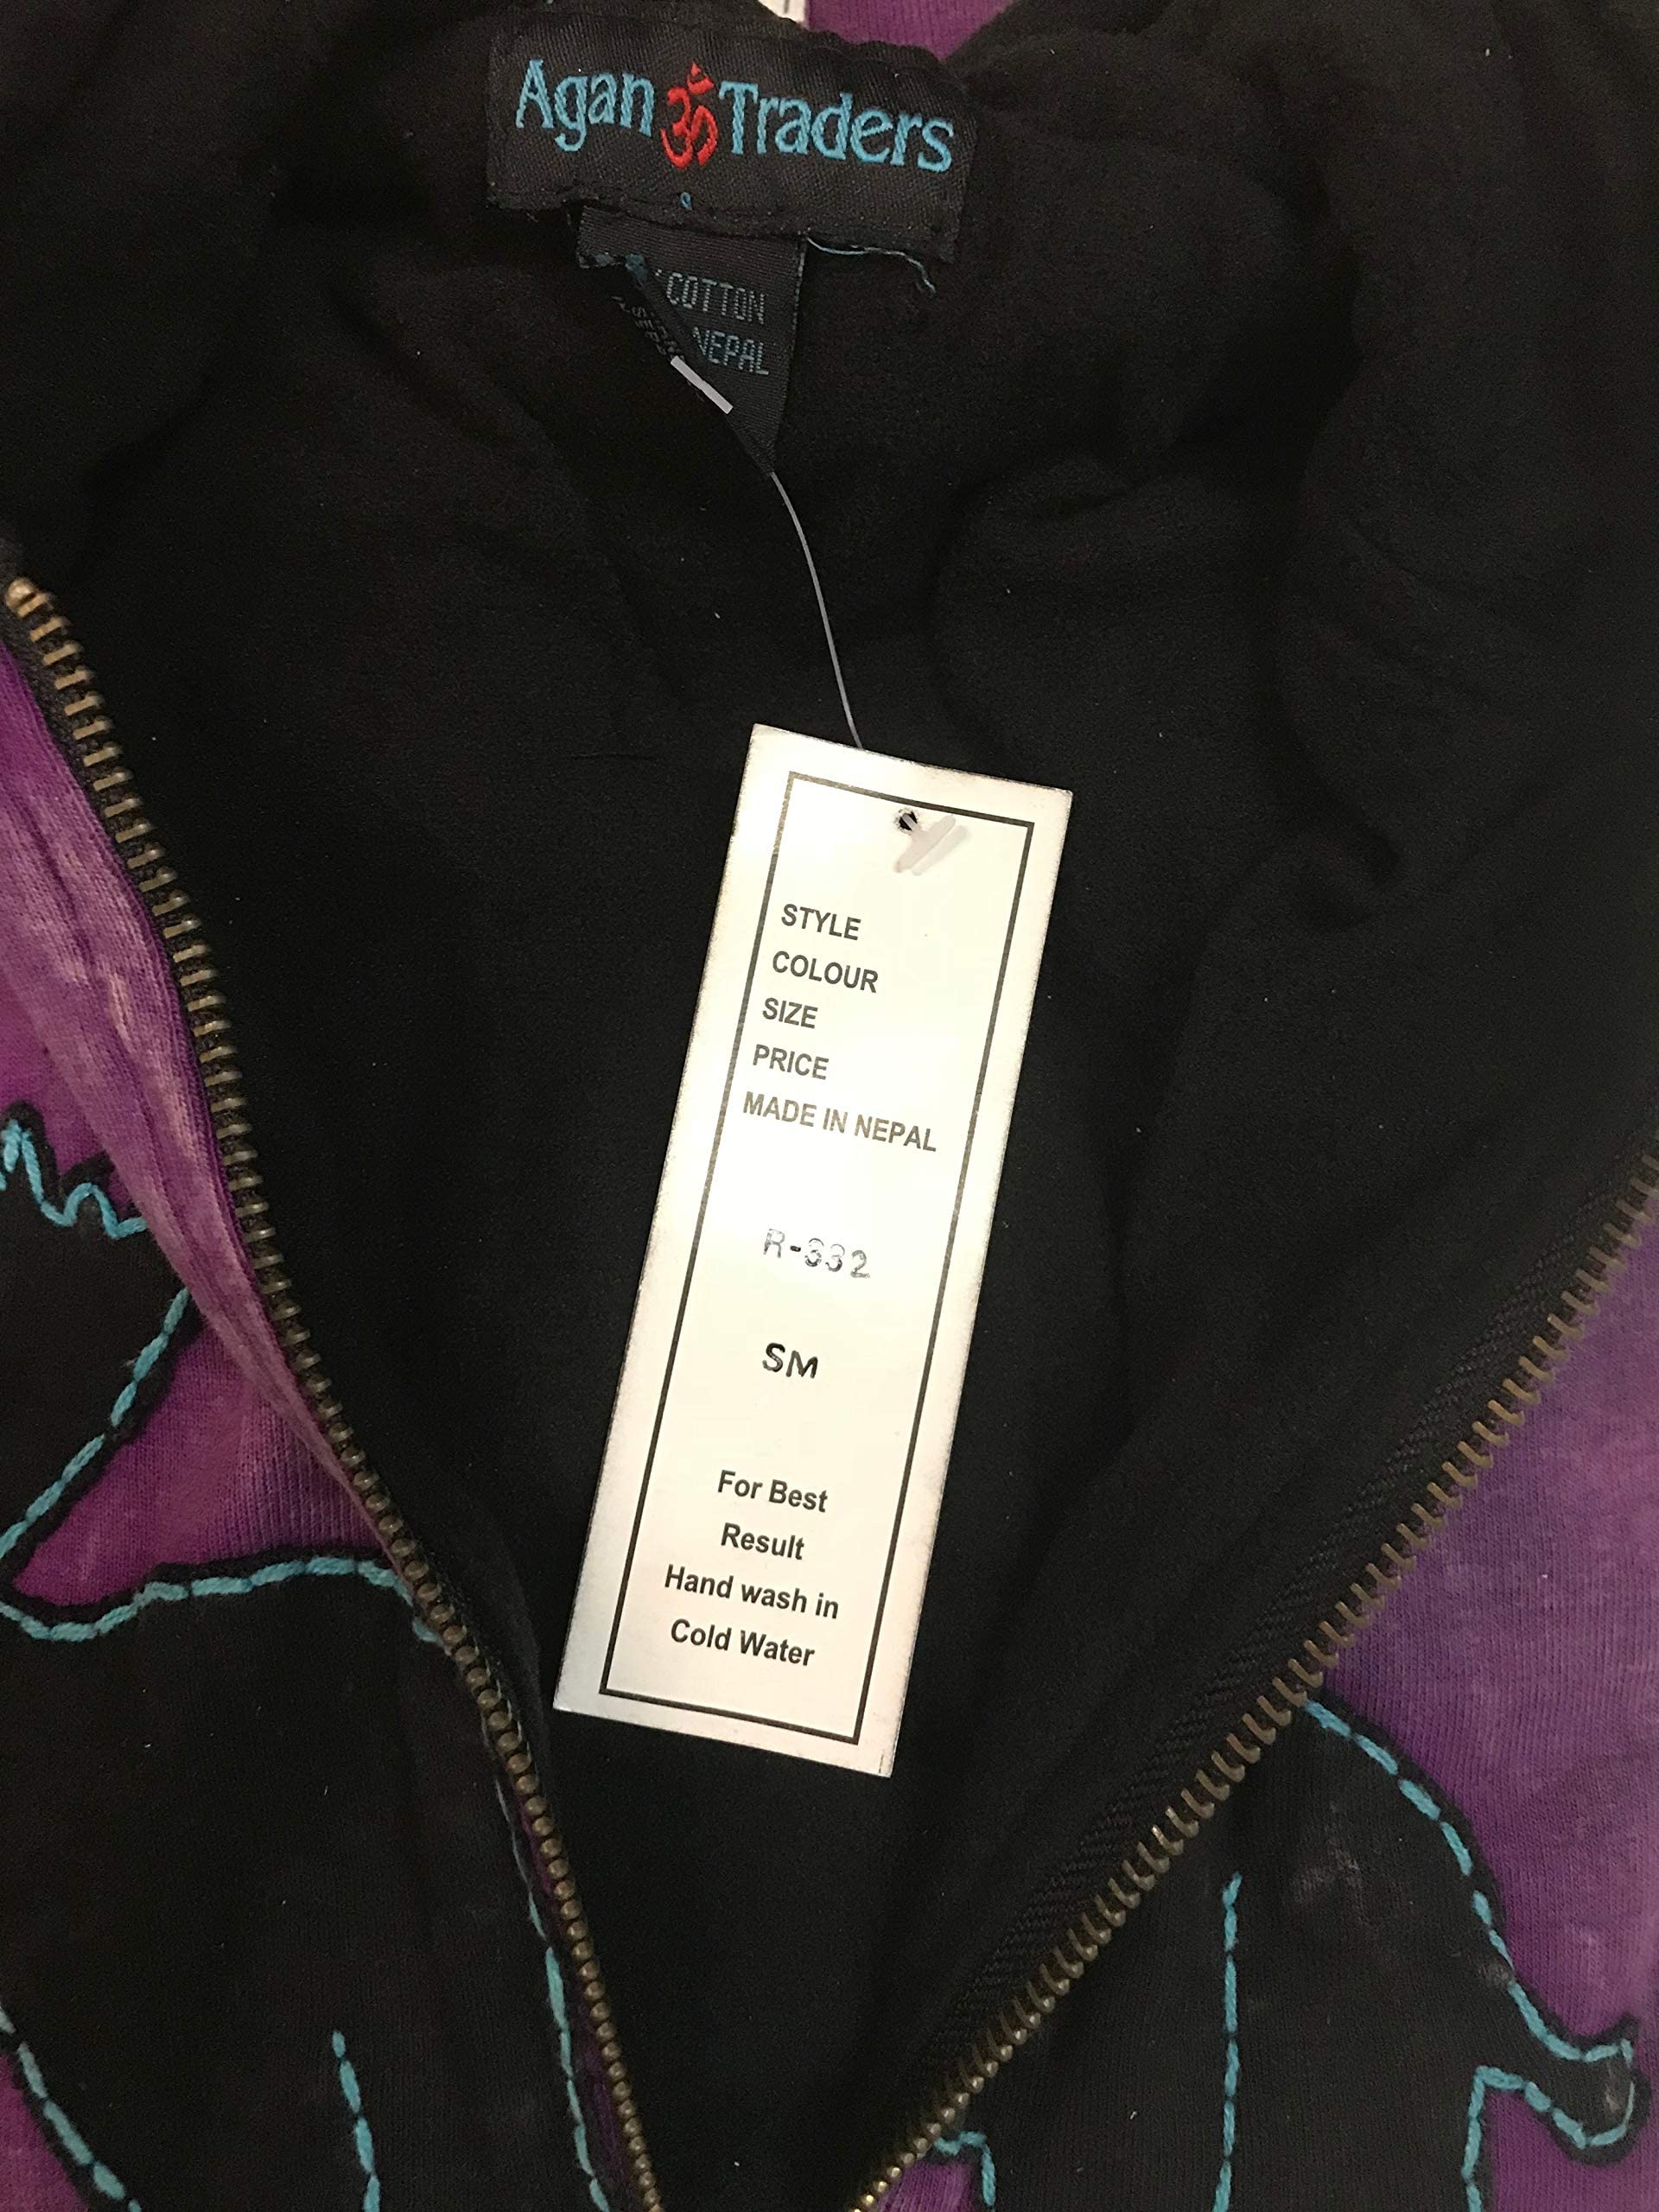 Agan ॐ Traders
COTTON
NEPAL
STYLE
COLOUR
SIZE
PRICE
MADE IN NEPAL
R-332
SM
For Best
Result
Hand wash in
Cold Water